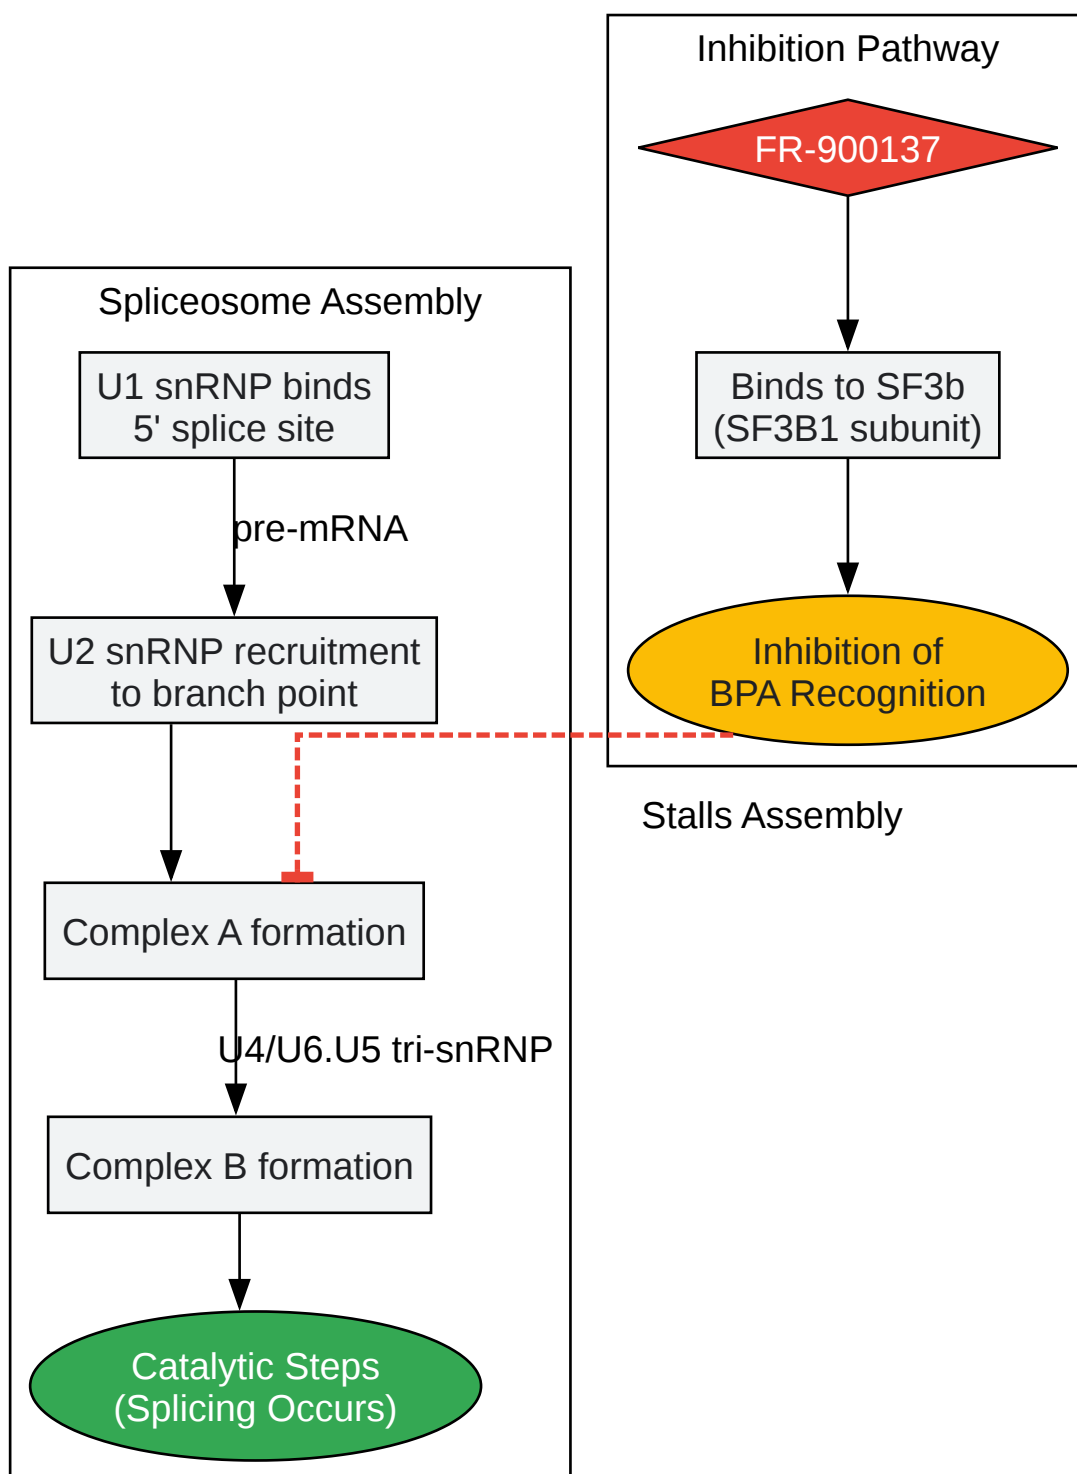 Inhibition Pathway
FR-900137
Binds to SF3b
(SF3B1 subunit)
Inhibition of
BPA Recognition
Stalls Assembly
Spliceosome Assembly
U1 snRNP binds
5' splice site
pre-mRNA
U2 snRNP recruitment
to branch point
Complex A formation
U4/U6.U5 tri-snRNP
Complex B formation
Catalytic Steps
(Splicing Occurs)